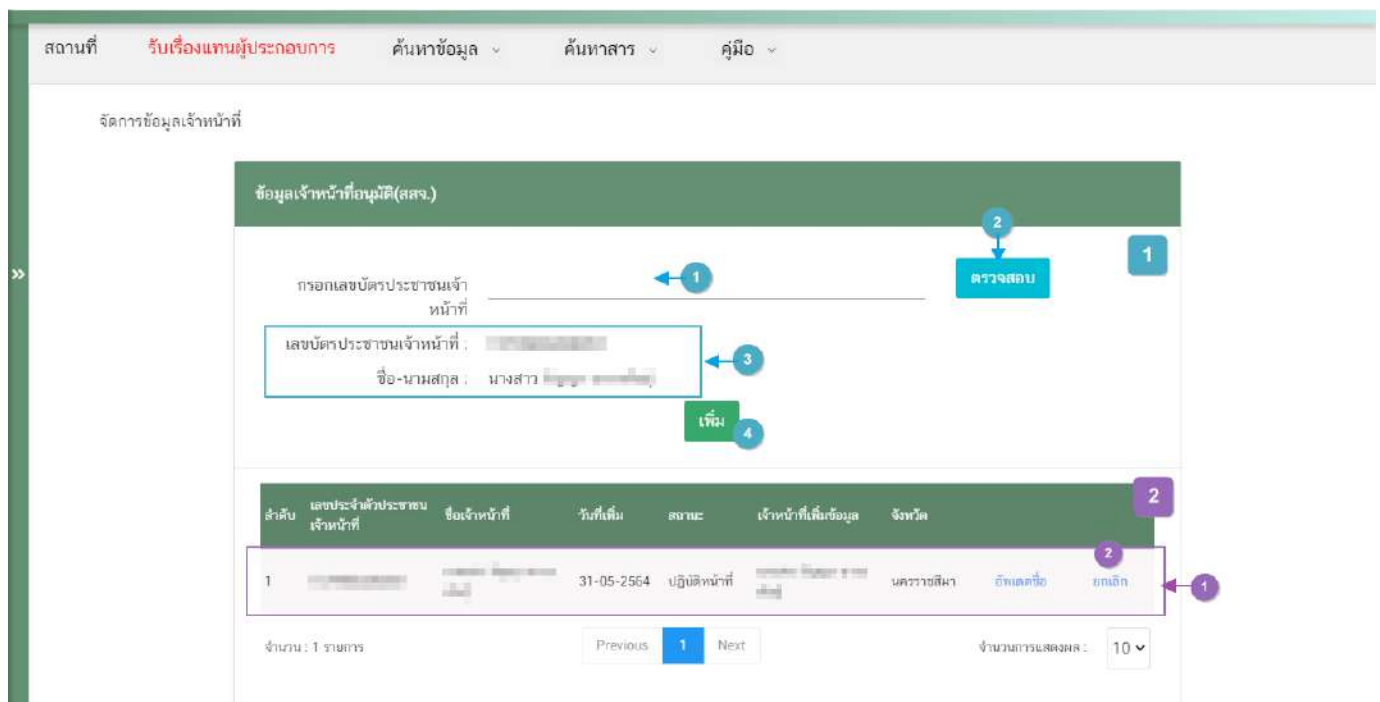 สถานที่ รับเรื่องแทนผู้ประกอบการ ค้นหาข้อมูล ค้นหาสาร คู่มือ
จัดการข้อมูลเจ้าหน้าที่
ข้อมูลเจ้าหน้าที่อนุมัติ(สสจ.)
2
1
»
1
ตรวจสอบ
กรอกเลขบัตรประชาชนเจ้า
หน้าที่
เลขบัตรประชาชนเจ้าหน้าที่ :
3
ชื่อ-นามสกุล : นางสาว
เพิ่ม
4
2
ลำดับ เลขประจำตัวประชาชน ชื่อเจ้าหน้าที่ วันที่เพิ่ม สถานะ เจ้าหน้าที่เพิ่มข้อมูล จังหวัด
เจ้าหน้าที่
2
1 31-05-2564 ปฏิบัติหน้าที่ นครราชสีมา อัพเดตชื่อ ยกเลิก 1
จำนวน : 1 รายการ Previous 1 Next จำนวนการแสดงผล : 10